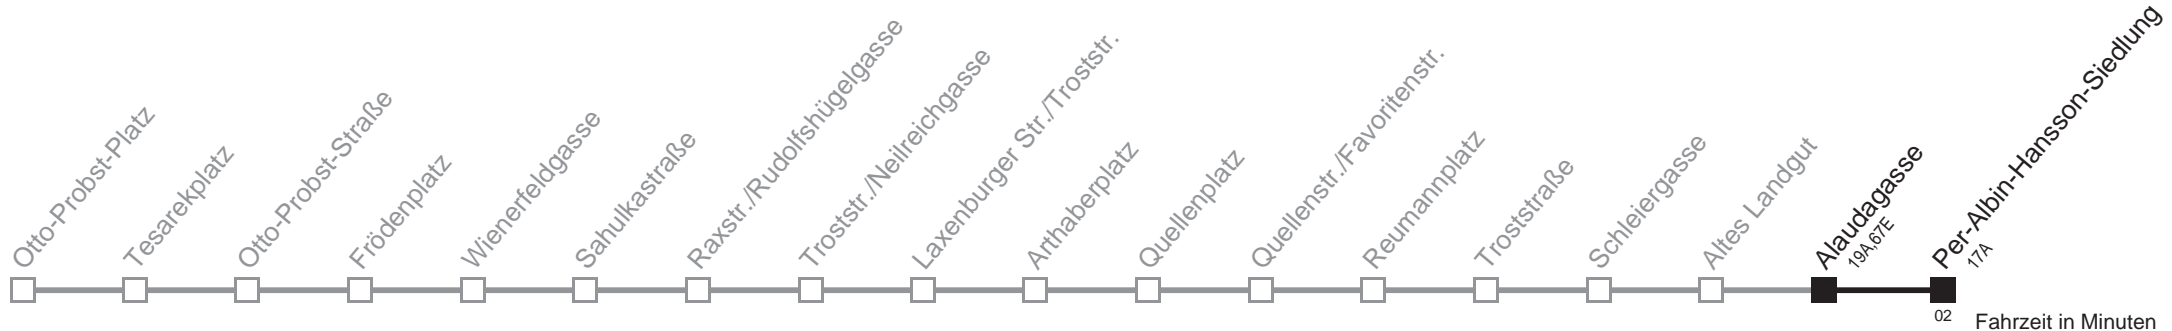 Otto-Probst-Platz
Tesarekplatz
Otto-Probst-Straße
Frödenplatz
Wienerfeldgasse
Sahulkastraße
Raxstr./Rudolfshügelgasse
Troststr./Neilreichgasse
Laxenburger Str./Troststr.
Arthaberplatz
Quellenplatz
Quellenstr./Favoritenstr.
Reumannplatz
Troststraße
Schleiergasse
Altes Landgut
Alaudagasse
19A,67E
Per-Albin-Hansson-Siedlung
17A
02
Fahrzeit in Minuten